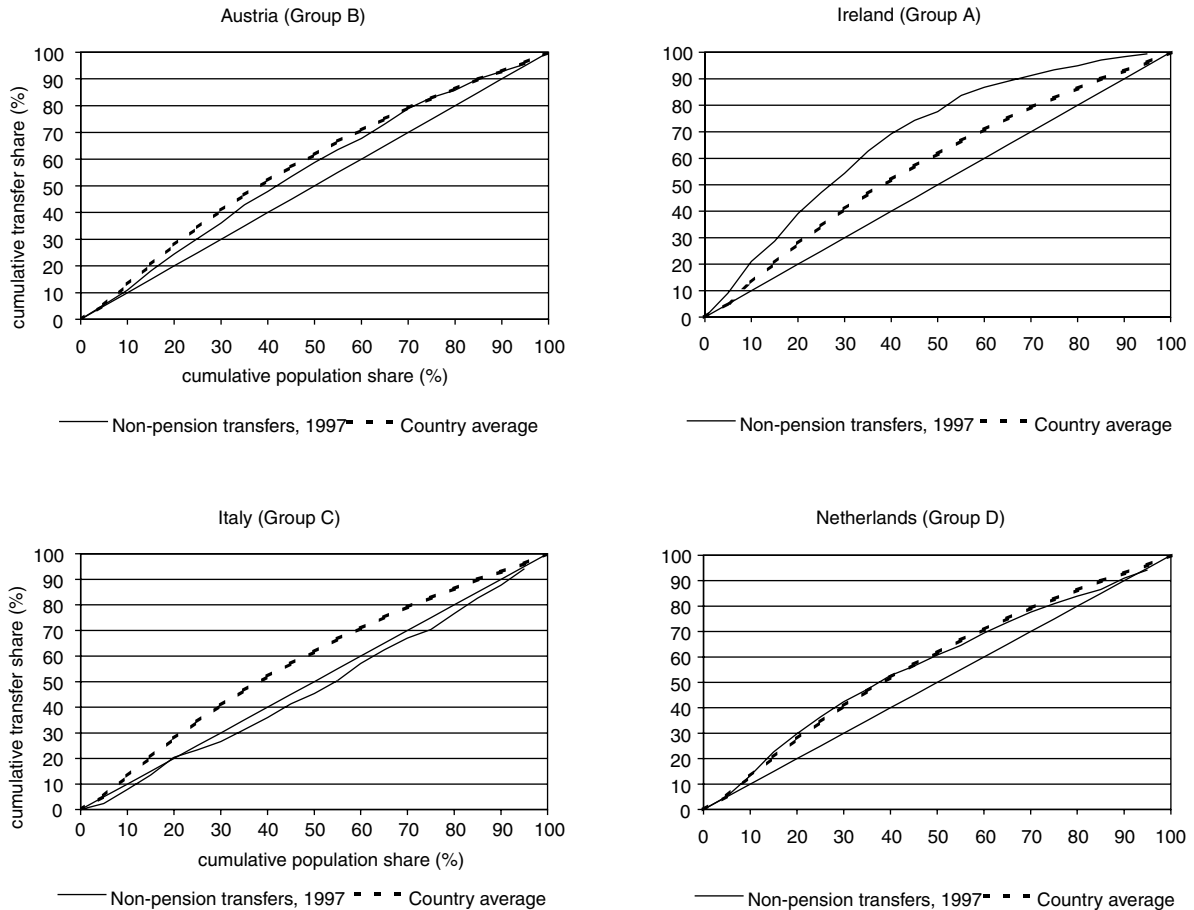 Austria (Group B)
cumulative transfer share (%)
100
90
80
70
60
50
40
30
20
10
0
0 10 20 30 40 50 60 70 80 90 100
cumulative population share (%)
Non-pension transfers, 1997 Country average
Ireland (Group A)
100
90
80
70
60
50
40
30
20
10
0
0 10 20 30 40 50 60 70 80 90 100
Non-pension transfers, 1997 Country average
Italy (Group C)
cumulative transfer share (%)
100
90
80
70
60
50
40
30
20
10
0
0 10 20 30 40 50 60 70 80 90 100
cumulative population share (%)
Non-pension transfers, 1997 Country average
Netherlands (Group D)
100
90
80
70
60
50
40
30
20
10
0
0 10 20 30 40 50 60 70 80 90 100
Non-pension transfers, 1997 Country average